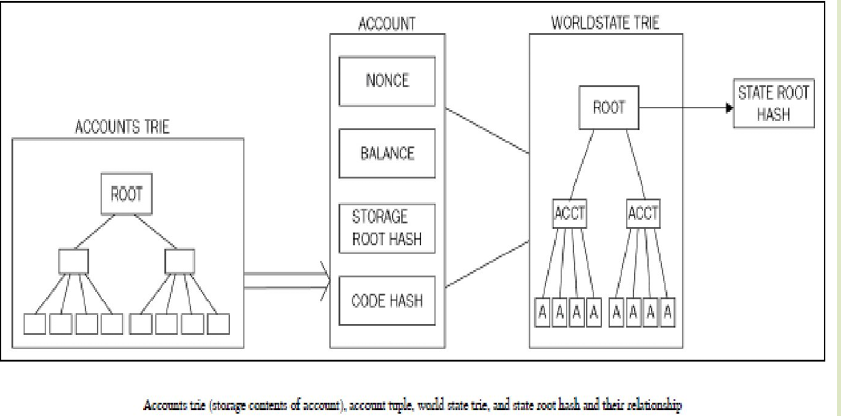 ACCOUNTS TRIE
ROOT
ACCOUNT
NONCE
BALANCE
STORAGE
ROOT HASH
CODE HASH
WORLDSTATE TRIE
ROOT
ACCT ACCT
A A A A A A A A
STATE ROOT
HASH
Accounts trie (storage contents of account), account tuple, world state trie, and state root hash and their relationship